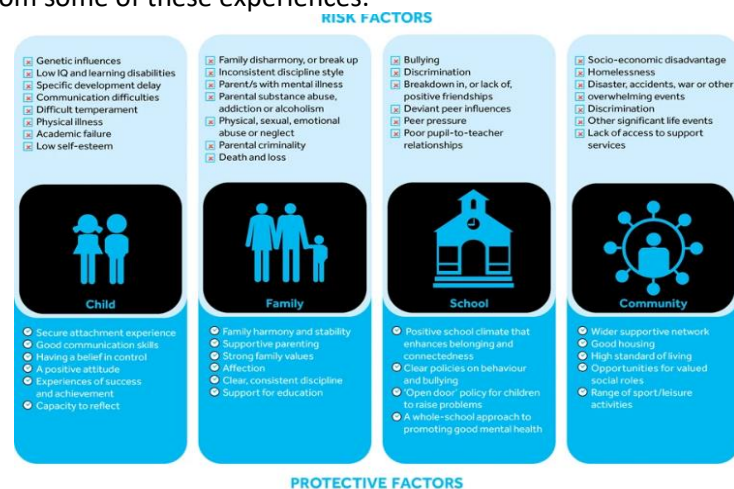 om some of these experiences.
RISK FACTORS
Genetic influences
Low IQ and learning disabilities
Specific development delay
Communication difficulties
Difficult temperament
Physical illness
Academic failure
Low self-esteem
Family disharmony, or break up
Inconsistent discipline style
Parent/s with mental illness
Parental substance abuse,
addiction or alcoholism
Physical, sexual, emotional
abuse or neglect
Parental criminality
Death and loss
Bullying
Discrimination
Breakdown in, or lack of,
positive friendships
Deviant peer influences
Peer pressure
Poor pupil-to-teacher
relationships
Socio-economic disadvantage
Homelessness
Disaster, accidents, war or other
overwhelming events
Discrimination
Other significant life events
Lack of access to support
services
Child
Family
School
Community
Secure attachment experience
Good communication skills
Having a belief in control
A positive attitude
Experiences of success
and achievement
Capacity to reflect
Family harmony and stability
Supportive parenting
Strong family values
Affection
Clear, consistent discipline
Support for education
Positive school climate that
enhances belonging and
connectedness
Clear policies on behaviour
and bullying
'Open door' policy for children
to raise problems
A whole-school approach to
promoting good mental health
Wider supportive network
Good housing
High standard of living
Opportunities for valued
social roles
Range of sport/leisure
activities
PROTECTIVE FACTORS